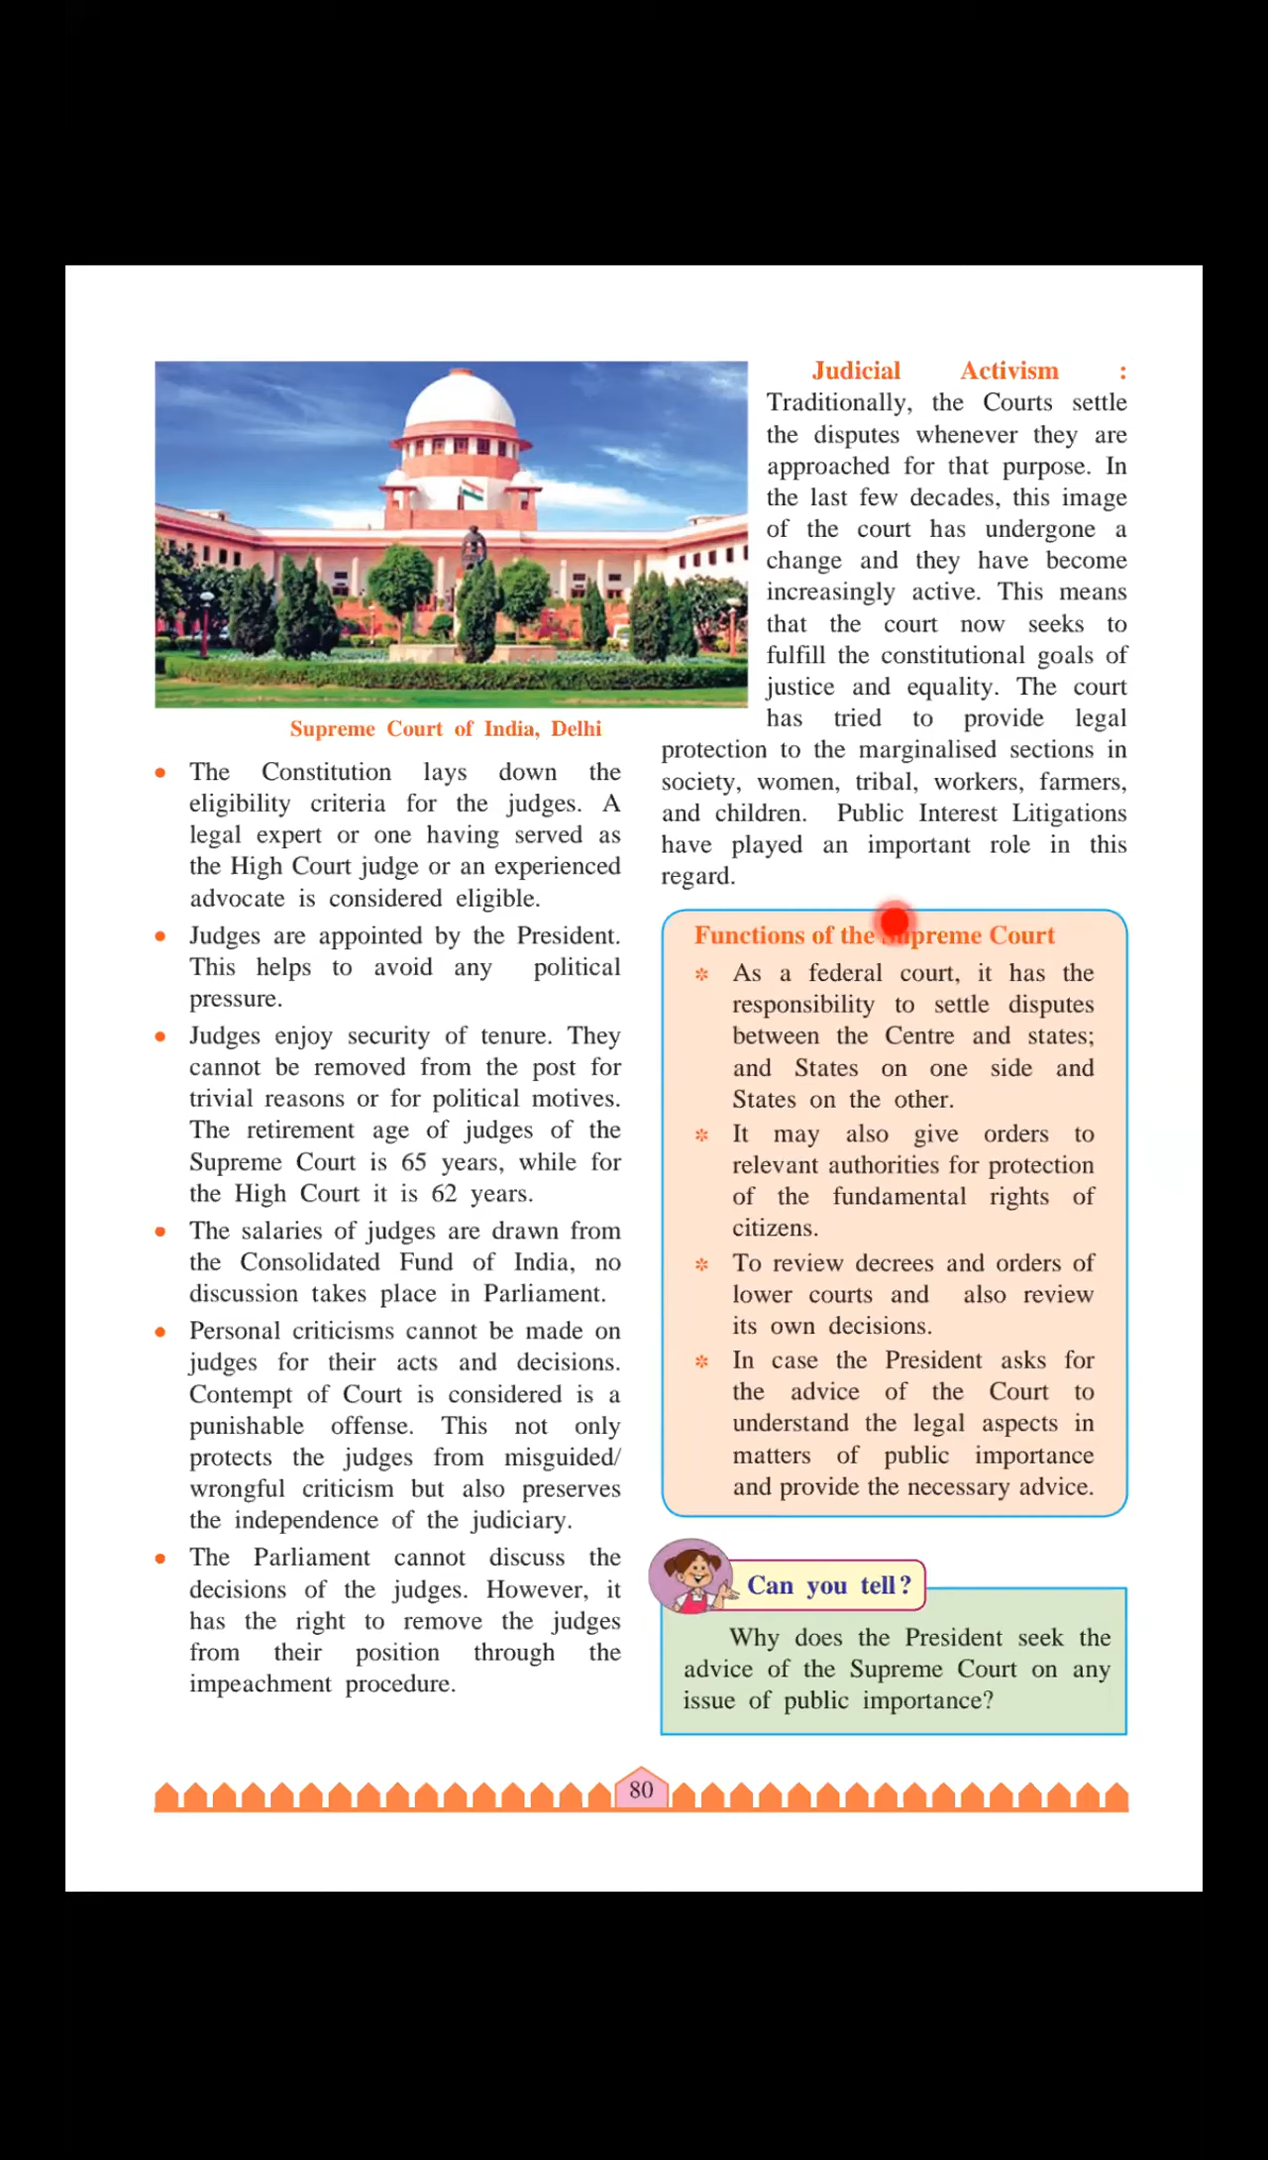 Supreme Court of India, Delhi
• The Constitution lays down the
eligibility criteria for the judges. A
legal expert or one having served as
the High Court judge or an experienced
advocate is considered eligible.
• Judges are appointed by the President.
This helps to avoid any political
pressure.
• Judges enjoy security of tenure. They
cannot be removed from the post for
trivial reasons or for political motives.
The retirement age of judges of the
Supreme Court is 65 years, while for
the High Court it is 62 years.
• The salaries of judges are drawn from
the Consolidated Fund of India, no
discussion takes place in Parliament.
• Personal criticisms cannot be made on
judges for their acts and decisions.
Contempt of Court is considered is a
punishable offense. This not only
protects the judges from misguided/
wrongful criticism but also preserves
the independence of the judiciary.
• The Parliament cannot discuss the
decisions of the judges. However, it
has the right to remove the judges
from their position through the
impeachment procedure.
Judicial Activism :
Traditionally, the Courts settle
the disputes whenever they are
approached for that purpose. In
the last few decades, this image
of the court has undergone a
change and they have become
increasingly active. This means
that the court now seeks to
fulfill the constitutional goals of
justice and equality. The court
has tried to provide legal
protection to the marginalised sections in
society, women, tribal, workers, farmers,
and children. Public Interest Litigations
have played an important role in this
regard.
Functions of the Supreme Court
✼ As a federal court, it has the
responsibility to settle disputes
between the Centre and states;
and States on one side and
States on the other.
✼ It may also give orders to
relevant authorities for protection
of the fundamental rights of
citizens.
✼ To review decrees and orders of
lower courts and also review
its own decisions.
✼ In case the President asks for
the advice of the Court to
understand the legal aspects in
matters of public importance
and provide the necessary advice.
Can you tell?
Why does the President seek the
advice of the Supreme Court on any
issue of public importance?
80